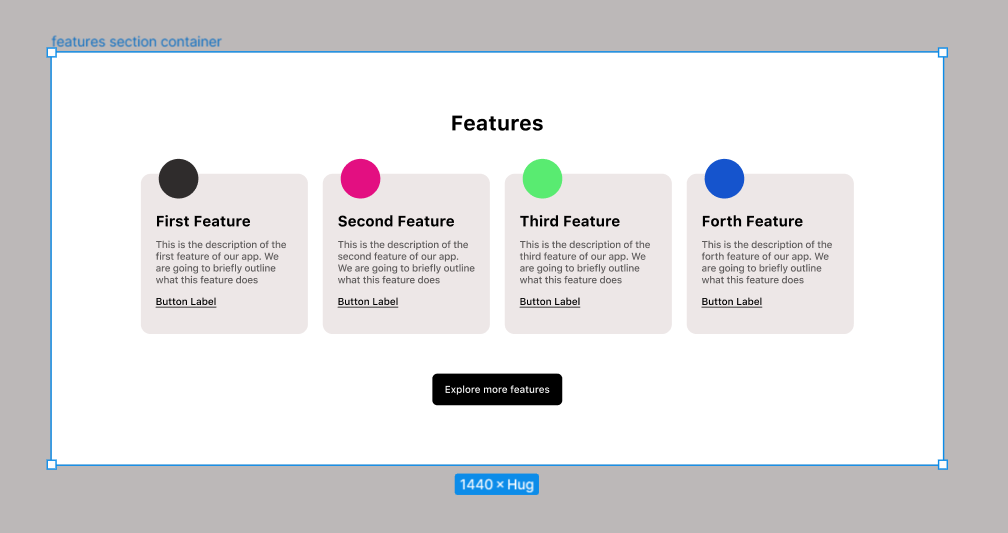 features section container
Features
First Feature
This is the description of the
first feature of our app. We
are going to briefly outline
what this feature does
Button Label
Second Feature
This is the description of the
second feature of our app.
We are going to briefly outline
what this feature does
Button Label
Third Feature
This is the description of the
third feature of our app. We
are going to briefly outline
what this feature does
Button Label
Forth Feature
This is the description of the
forth feature of our app. We
are going to briefly outline
what this feature does
Button Label
Explore more features
1440 × Hug